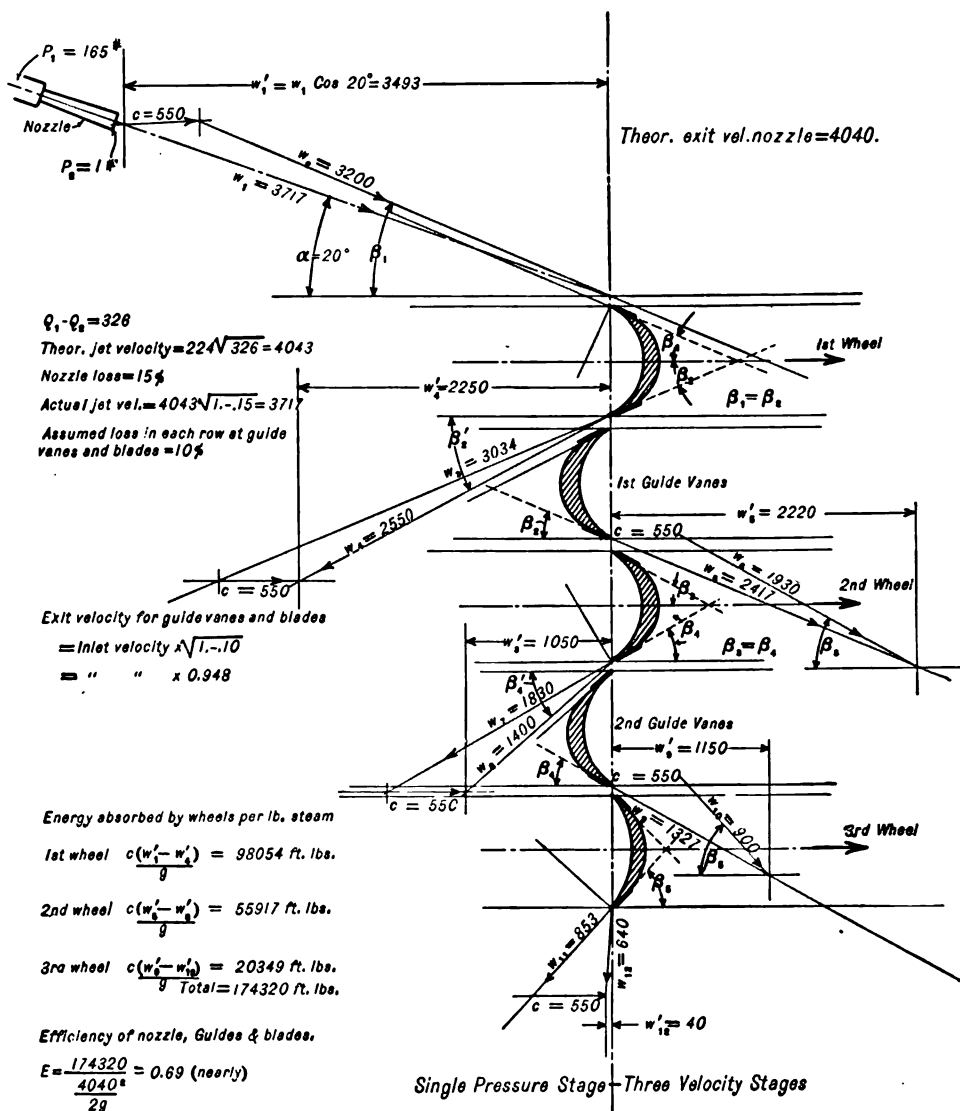 P₁ = 165#
w₁′ = w₁ Cos 20° = 3493
c = 550
Nozzle
P₂ = 1#
Theor. exit vel. nozzle = 4040.
w₂ = 3200
w₁ = 3717
α = 20°
β₁
Q₁-Q₂ = 326
Theor. jet velocity = 224√326 = 4043
Nozzle loss = 15%
Actual jet vel. = 4043√1.-.15 = 3717
Assumed loss in each row at guide
vanes and blades = 10%
1st Wheel
β₂
β₁ = β₂
w₄′ = 2250
β₂′
w₃ = 3034
w₄ = 2550
c = 550
1st Guide Vanes
β₂′
w₅′ = 2220
c = 550
w₆ = 1930
w₅ = 2417
2nd Wheel
β₃
β₄
β₃ = β₄
β₃
Exit velocity for guide vanes and blades
= Inlet velocity x √1.-.10
= " " x 0.948
w₈′ = 1050
β₄′
w₇ = 1830
w₈ = 1400
c = 550
2nd Guide Vanes
w₉′ = 1150
β₄′
c = 550
w₁₀ = 900
w₉ = 1327
3rd Wheel
β₅
β₅
Energy absorbed by wheels per lb. steam
1st wheel c(w₁′-w₄′)/g = 98054 ft. lbs.
2nd wheel c(w₅′-w₈′)/g = 55917 ft. lbs.
3rd wheel c(w₉′-w₁₂′)/g = 20349 ft. lbs.
Total = 174320 ft. lbs.
w₁₁ = 853
w₁₂ = 640
c = 550
w₁₂′ = 40
Efficiency of nozzle, Guides & blades.
E = 174320/(4040²/2g) = 0.69 (nearly)
Single Pressure Stage-Three Velocity Stages